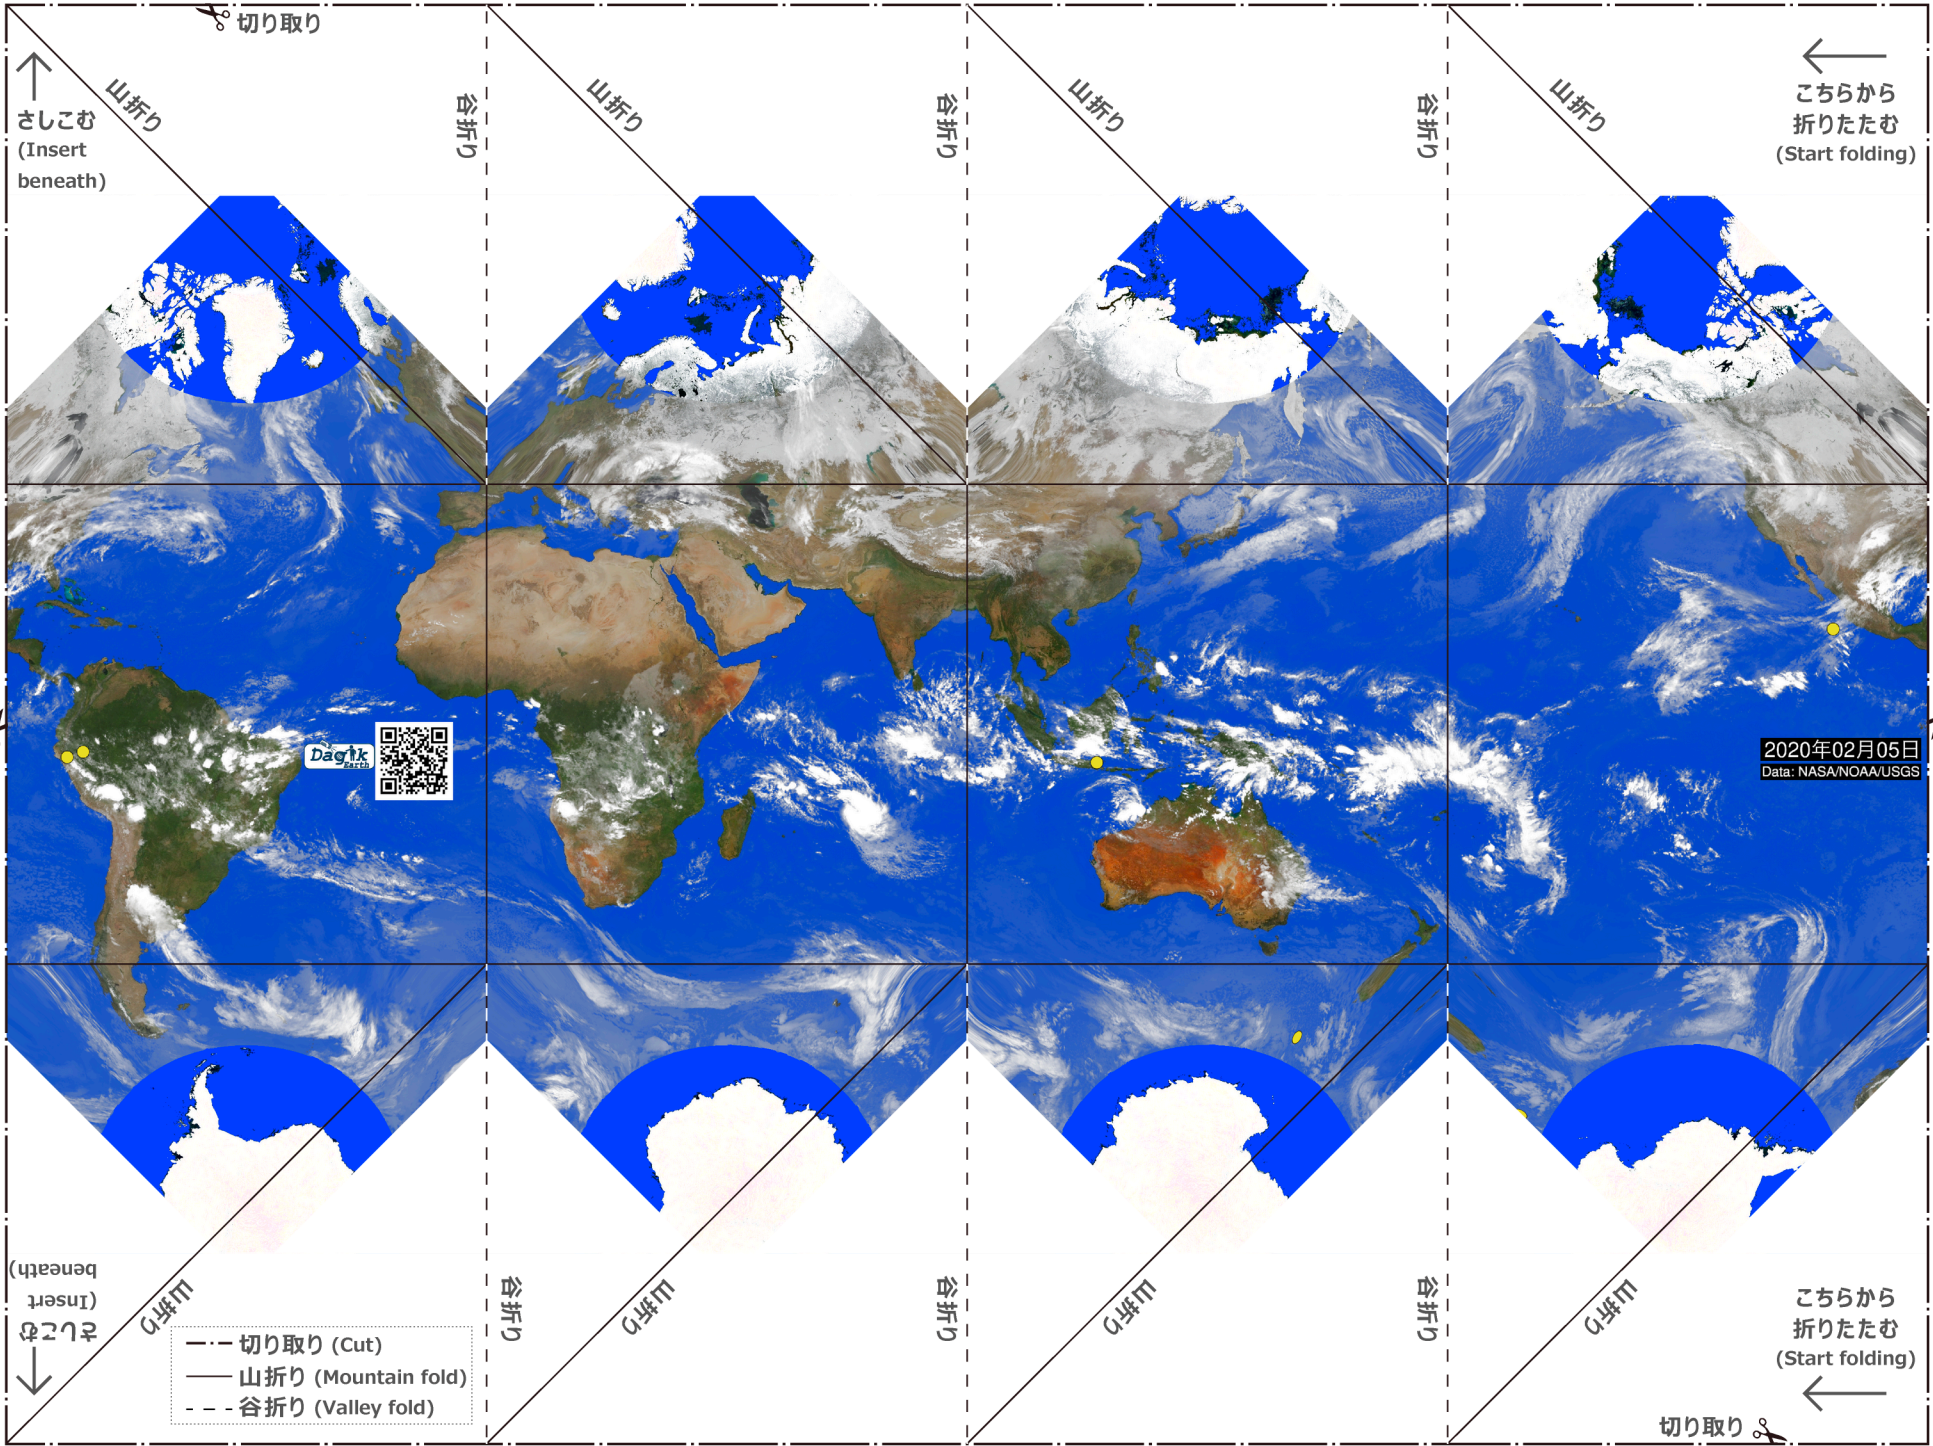 切り取り
さしこむ
(Insert
beneath)
山折り
谷折り
山折り
谷折り
山折り
谷折り
山折り
こちらから
折りたたむ
(Start folding)
Dagik
Earth
2020年02月05日
Data: NASA/NOAA/USGS
さしこむ
(Insert
beneath)
山折り
谷折り
山折り
谷折り
山折り
谷折り
山折り
こちらから
折りたたむ
(Start folding)
切り取り (Cut)
山折り (Mountain fold)
谷折り (Valley fold)
切り取り